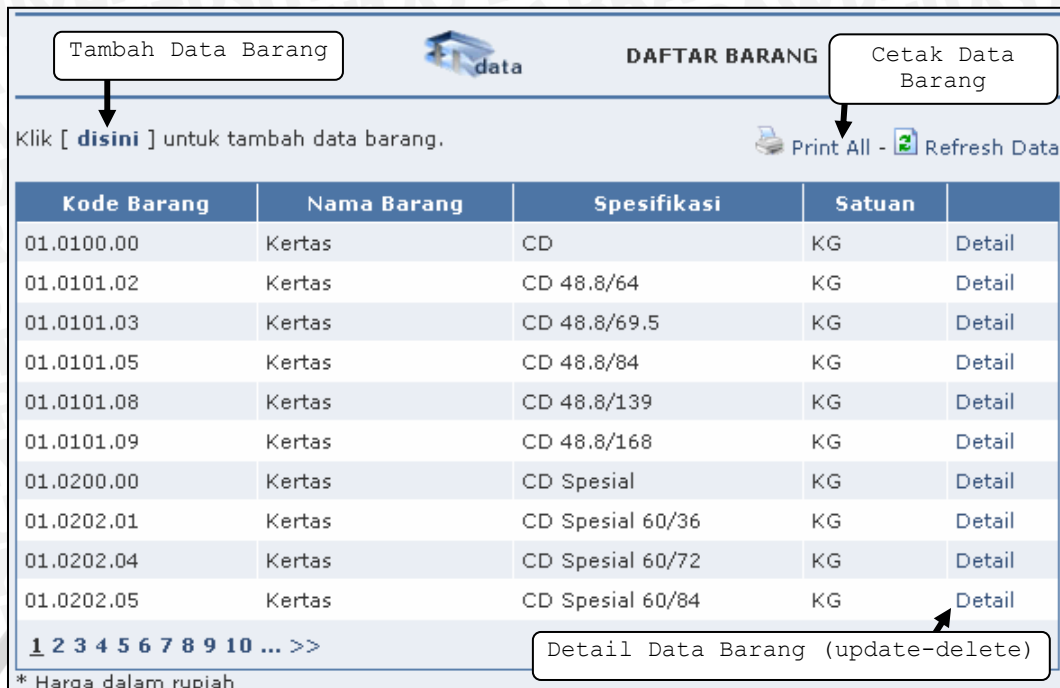 Tambah Data Barang
data
DAFTAR BARANG
Cetak Data
Barang
Klik [ disini ] untuk tambah data barang.
Print All - Refresh Data
Kode Barang Nama Barang Spesifikasi Satuan
01.0100.00 Kertas CD KG Detail
01.0101.02 Kertas CD 48.8/64 KG Detail
01.0101.03 Kertas CD 48.8/69.5 KG Detail
01.0101.05 Kertas CD 48.8/84 KG Detail
01.0101.08 Kertas CD 48.8/139 KG Detail
01.0101.09 Kertas CD 48.8/168 KG Detail
01.0200.00 Kertas CD Spesial KG Detail
01.0202.01 Kertas CD Spesial 60/36 KG Detail
01.0202.04 Kertas CD Spesial 60/72 KG Detail
01.0202.05 Kertas CD Spesial 60/84 KG Detail
1 2 3 4 5 6 7 8 9 10 ... >>
Detail Data Barang (update-delete)
* Harga dalam rupiah